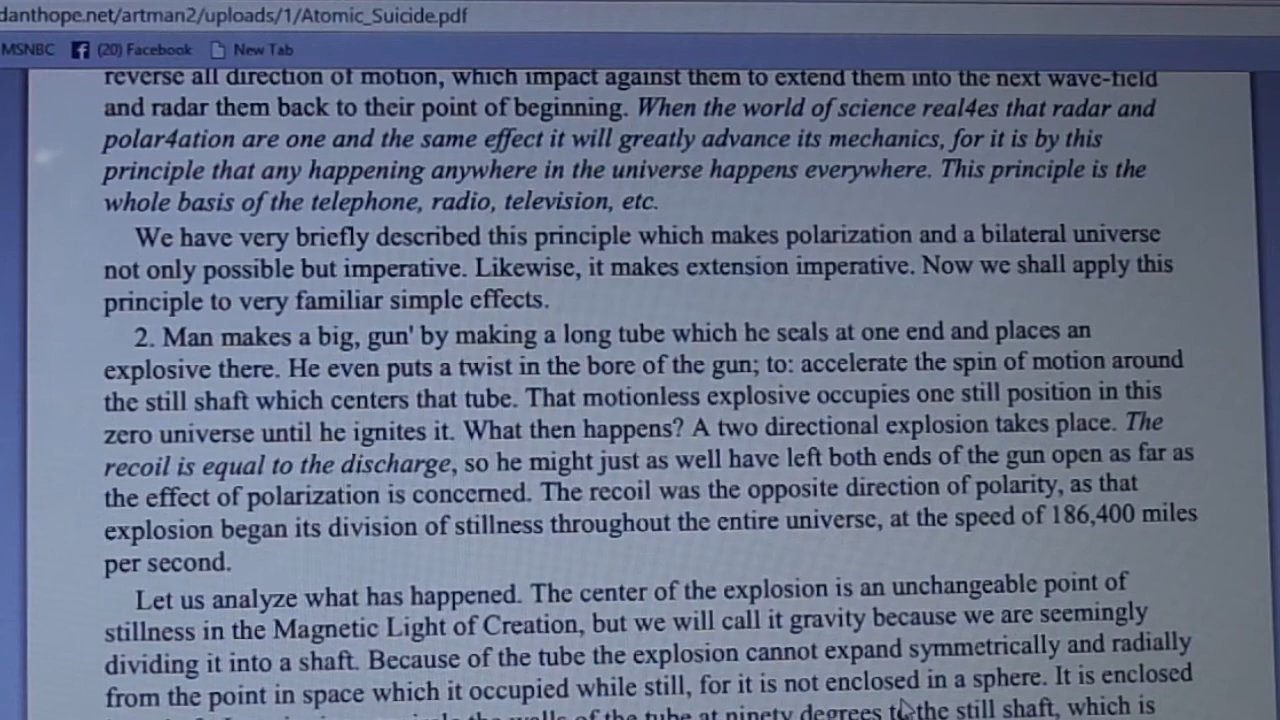 danthope.net/artman2/uploads/1/Atomic_Suicide.pdf
MSNBC (20) Facebook New Tab
reverse all direction of motion, which impact against them to extend them into the next wave-field
and radar them back to their point of beginning. When the world of science real4es that radar and
polar4ation are one and the same effect it will greatly advance its mechanics, for it is by this
principle that any happening anywhere in the universe happens everywhere. This principle is the
whole basis of the telephone, radio, television, etc.
We have very briefly described this principle which makes polarization and a bilateral universe
not only possible but imperative. Likewise, it makes extension imperative. Now we shall apply this
principle to very familiar simple effects.
2. Man makes a big, gun' by making a long tube which he seals at one end and places an
explosive there. He even puts a twist in the bore of the gun; to: accelerate the spin of motion around
the still shaft which centers that tube. That motionless explosive occupies one still position in this
zero universe until he ignites it. What then happens? A two directional explosion takes place. The
recoil is equal to the discharge, so he might just as well have left both ends of the gun open as far as
the effect of polarization is concerned. The recoil was the opposite direction of polarity, as that
explosion began its division of stillness throughout the entire universe, at the speed of 186,400 miles
per second.
Let us analyze what has happened. The center of the explosion is an unchangeable point of
stillness in the Magnetic Light of Creation, but we will call it gravity because we are seemingly
dividing it into a shaft. Because of the tube the explosion cannot expand symmetrically and radially
from the point in space which it occupied while still, for it is not enclosed in a sphere. It is enclosed
the walls of the tube at ninety degrees to the still shaft, which is